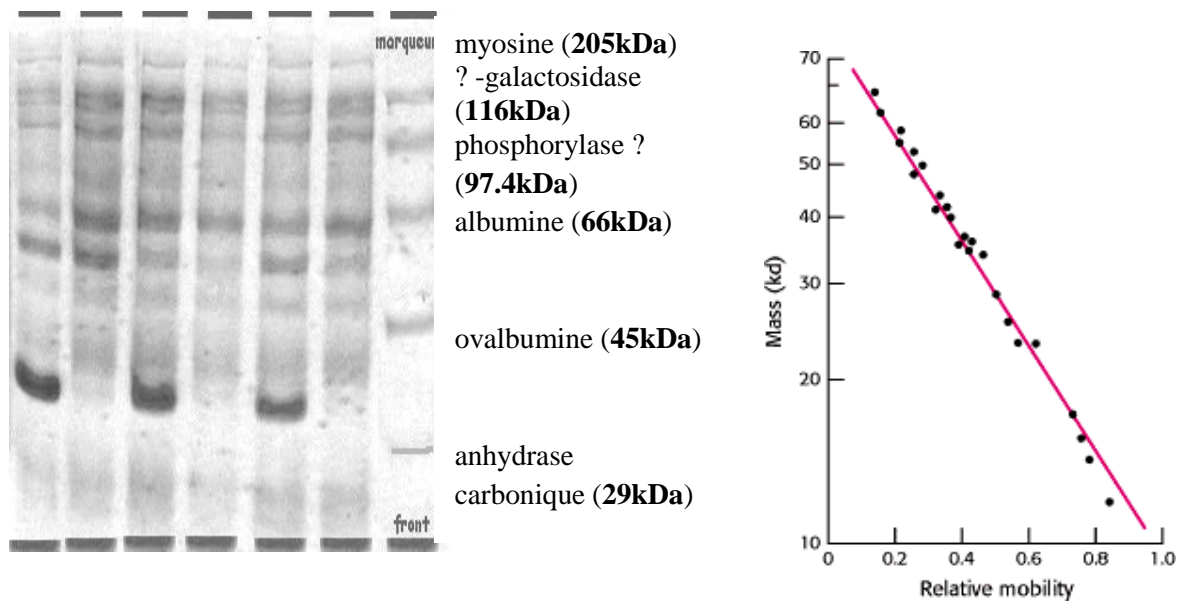 marqueur
myosine (205kDa)
? -galactosidase
(116kDa)
phosphorylase ?
(97.4kDa)
albumine (66kDa)
ovalbumine (45kDa)
anhydrase
carbonique (29kDa)
front
70
60
50
40
30
20
10
Mass (kd)
0
0.2
0.4
0.6
0.8
1.0
Relative mobility